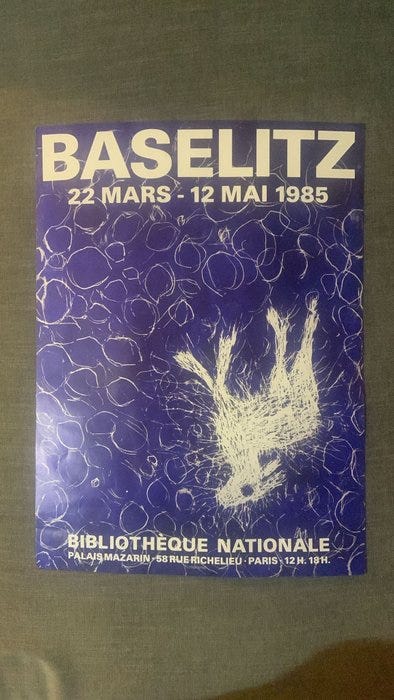 BASELITZ
22 MARS - 12 MAI 1985
BIBLIOTHÈQUE NATIONALE
PALAIS MAZARIN · 58 RUE RICHELIEU · PARIS · 12 H. 18 H.